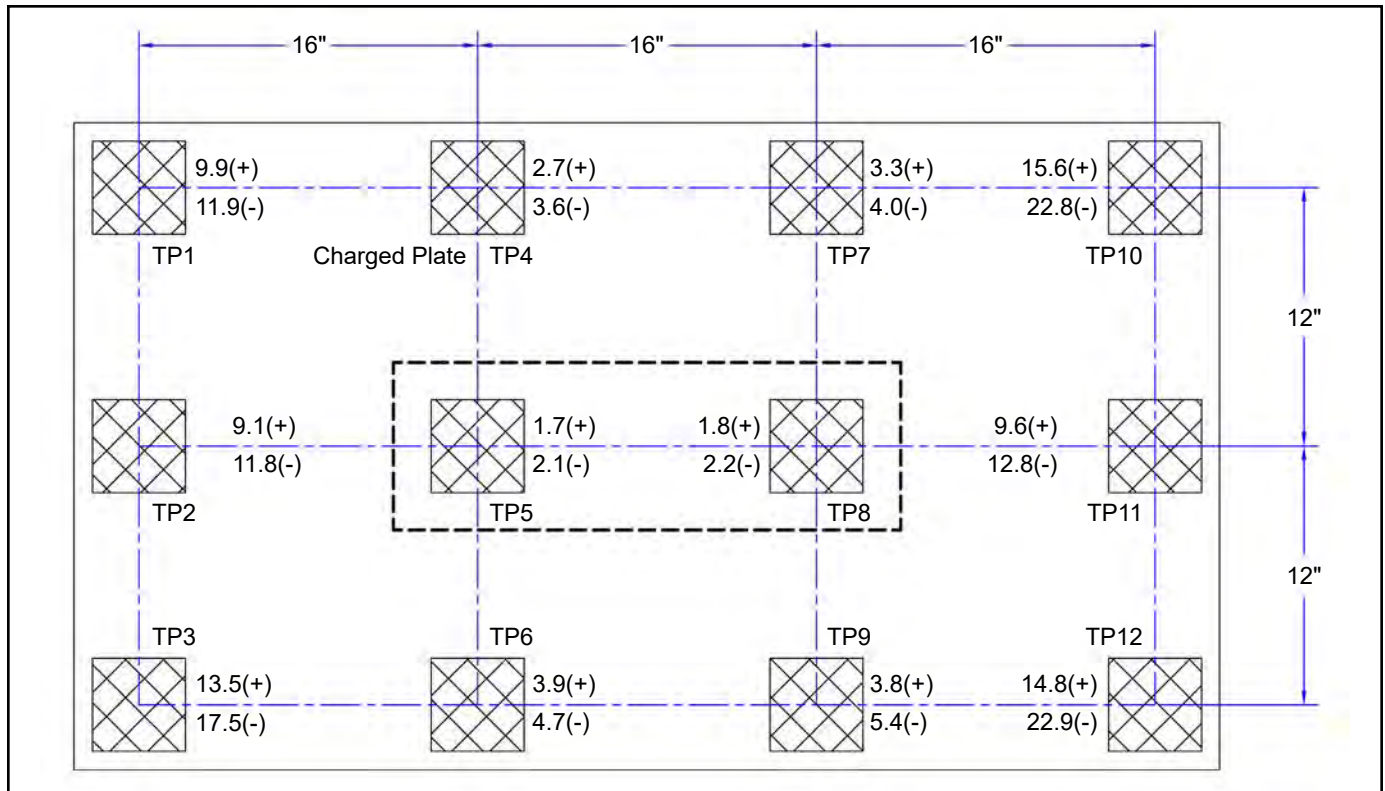 16" 16" 16"
9.9(+) 2.7(+) 3.3(+) 15.6(+)
11.9(-) 3.6(-) 4.0(-) 22.8(-)
TP1 Charged Plate TP4 TP7 TP10
12"
9.1(+) 1.7(+) 1.8(+) 9.6(+)
11.8(-) 2.1(-) 2.2(-) 12.8(-)
TP2 TP5 TP8 TP11
12"
TP3 TP6 TP9 TP12
13.5(+) 3.9(+) 3.8(+) 14.8(+)
17.5(-) 4.7(-) 5.4(-) 22.9(-)